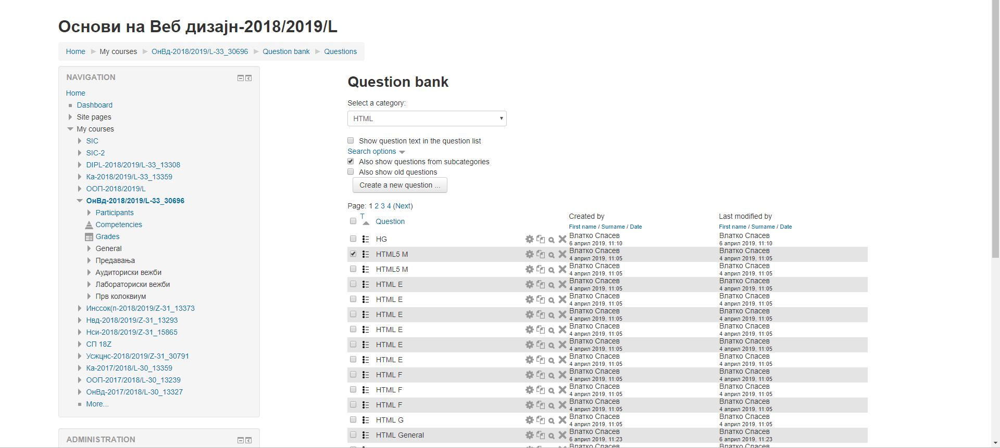 Основи на Веб дизајн-2018/2019/L
Home My courses ОнВд-2018/2019/L-33_30696 Question bank Questions
NAVIGATION
Home
Dashboard
Site pages
My courses
SIC
SIC-2
DIPL-2018/2019/L-33_13308
Ка-2018/2019/L-33_13359
ООП-2018/2019/L
ОнВд-2018/2019/L-33_30696
Participants
Competencies
Grades
General
Предавања
Аудиториски вежби
Лабораториски вежби
Прв колоквиум
Инссок(п-2018/2019/Z-31_13373
Нвд-2018/2019/Z-31_13293
Нси-2018/2019/Z-31_15865
СП 18Z
Усжцнс-2018/2019/Z-31_30791
Ка-2017/2018/L-30_13359
ООП-2017/2018/L-30_13239
ОнВд-2017/2018/L-30_13327
More...
ADMINISTRATION
Question bank
Select a category:
HTML
Show question text in the question list
Search options
Also show questions from subcategories
Also show old questions
Create a new question ...
Page: 1 2 3 4 (Next)
T Question Created by Last modified by
First name / Surname / Date First name / Surname / Date
HG Влатко Спасев Влатко Спасев
6 април 2019, 11:10 6 април 2019, 11:10
HTML5 M Влатко Спасев Влатко Спасев
4 април 2019, 11:05 4 април 2019, 11:05
HTML5 M Влатко Спасев Влатко Спасев
4 април 2019, 11:05 4 април 2019, 11:05
HTML E Влатко Спасев Влатко Спасев
4 април 2019, 11:05 4 април 2019, 11:05
HTML E Влатко Спасев Влатко Спасев
4 април 2019, 11:05 4 април 2019, 11:05
HTML E Влатко Спасев Влатко Спасев
4 април 2019, 11:05 4 април 2019, 11:05
HTML E Влатко Спасев Влатко Спасев
4 април 2019, 11:05 4 април 2019, 11:05
HTML E Влатко Спасев Влатко Спасев
4 април 2019, 11:05 4 април 2019, 11:05
HTML E Влатко Спасев Влатко Спасев
4 април 2019, 11:05 4 април 2019, 11:05
HTML F Влатко Спасев Влатко Спасев
4 април 2019, 11:05 4 април 2019, 11:05
HTML F Влатко Спасев Влатко Спасев
4 април 2019, 11:05 4 април 2019, 11:05
HTML F Влатко Спасев Влатко Спасев
4 април 2019, 11:05 4 април 2019, 11:05
HTML G Влатко Спасев Влатко Спасев
4 април 2019, 11:05 4 април 2019, 11:05
HTML General Влатко Спасев Влатко Спасев
6 април 2019, 11:23 6 април 2019, 11:23
Влатко Спасев Влатко Спасев